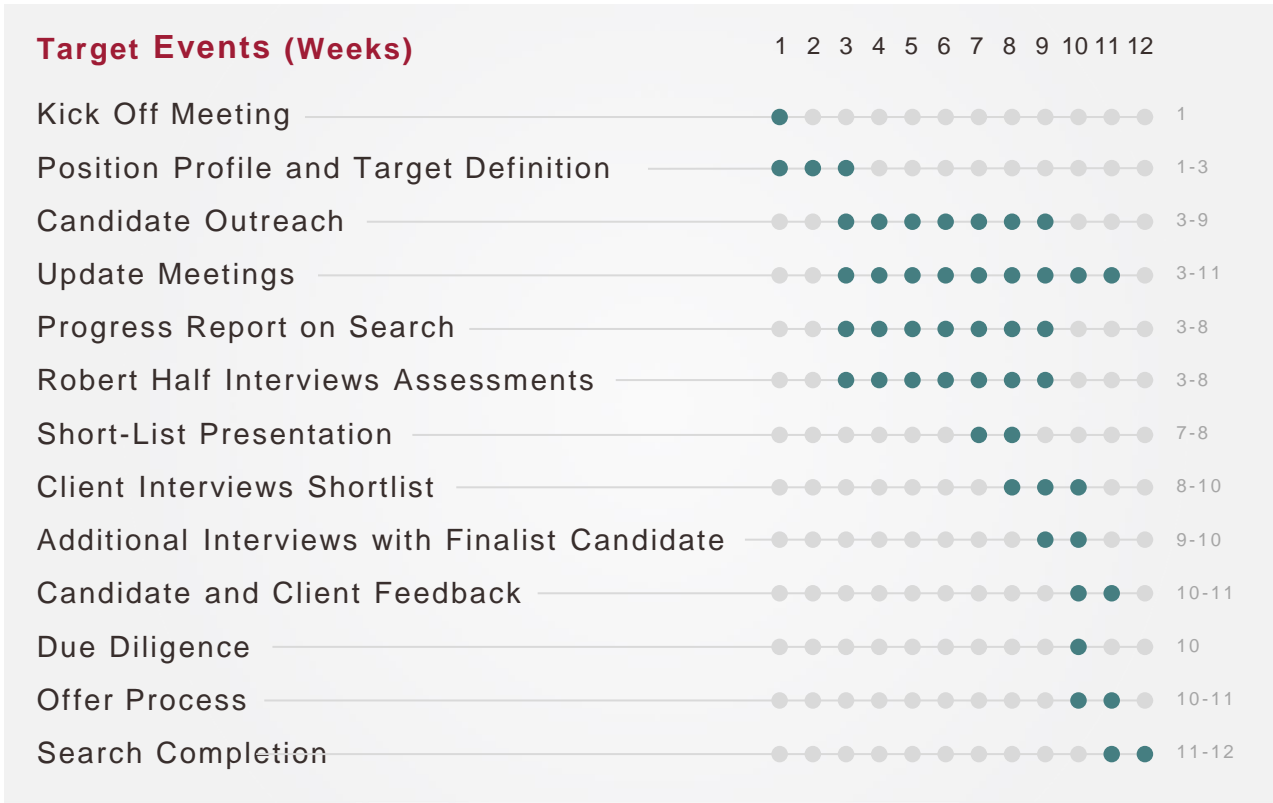 Target Events (Weeks) 1 2 3 4 5 6 7 8 9 10 11 12
Kick Off Meeting 1
Position Profile and Target Definition 1-3
Candidate Outreach 3-9
Update Meetings 3-11
Progress Report on Search 3-8
Robert Half Interviews Assessments 3-8
Short-List Presentation 7-8
Client Interviews Shortlist 8-10
Additional Interviews with Finalist Candidate 9-10
Candidate and Client Feedback 10-11
Due Diligence 10
Offer Process 10-11
Search Completion 11-12